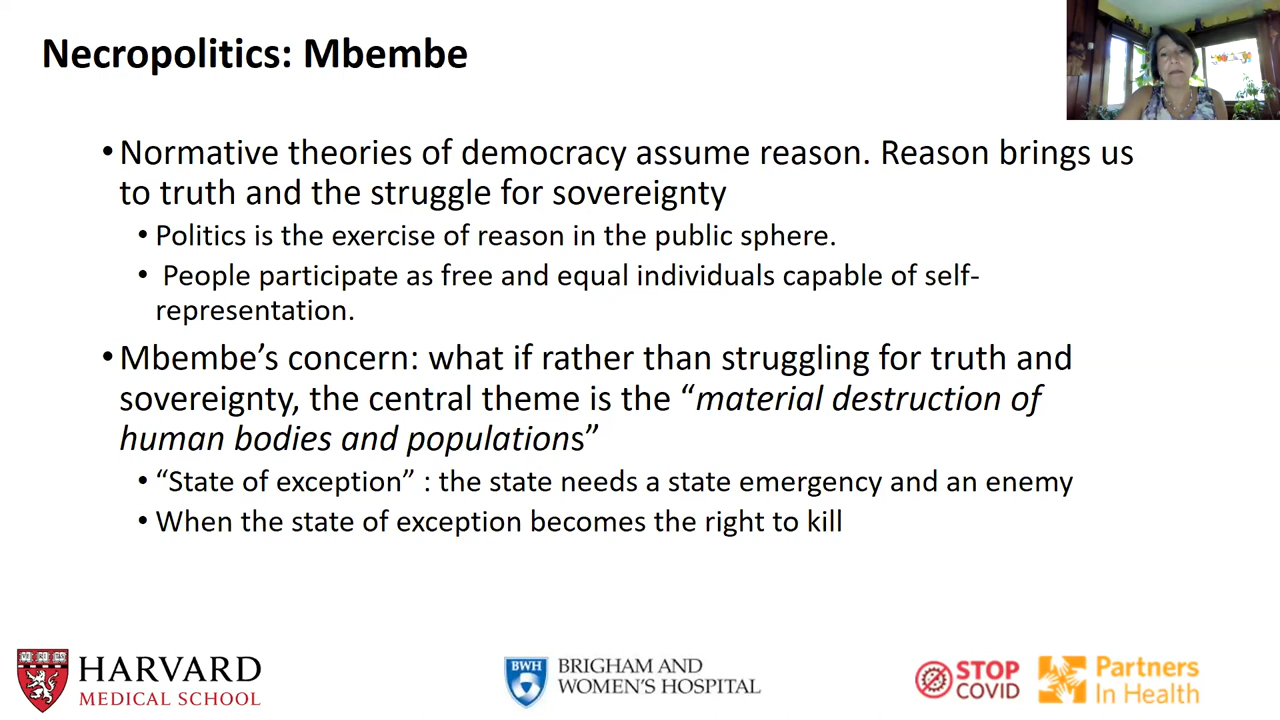 Necropolitics: Mbembe
•Normative theories of democracy assume reason. Reason brings us
to truth and the struggle for sovereignty
• Politics is the exercise of reason in the public sphere.
• People participate as free and equal individuals capable of self-
representation.
•Mbembe’s concern: what if rather than struggling for truth and
sovereignty, the central theme is the “material destruction of
human bodies and populations”
• “State of exception” : the state needs a state emergency and an enemy
• When the state of exception becomes the right to kill
HARVARD
MEDICAL SCHOOL
BWH
BRIGHAM AND
WOMEN'S HOSPITAL
STOP
COVID
Partners
In Health